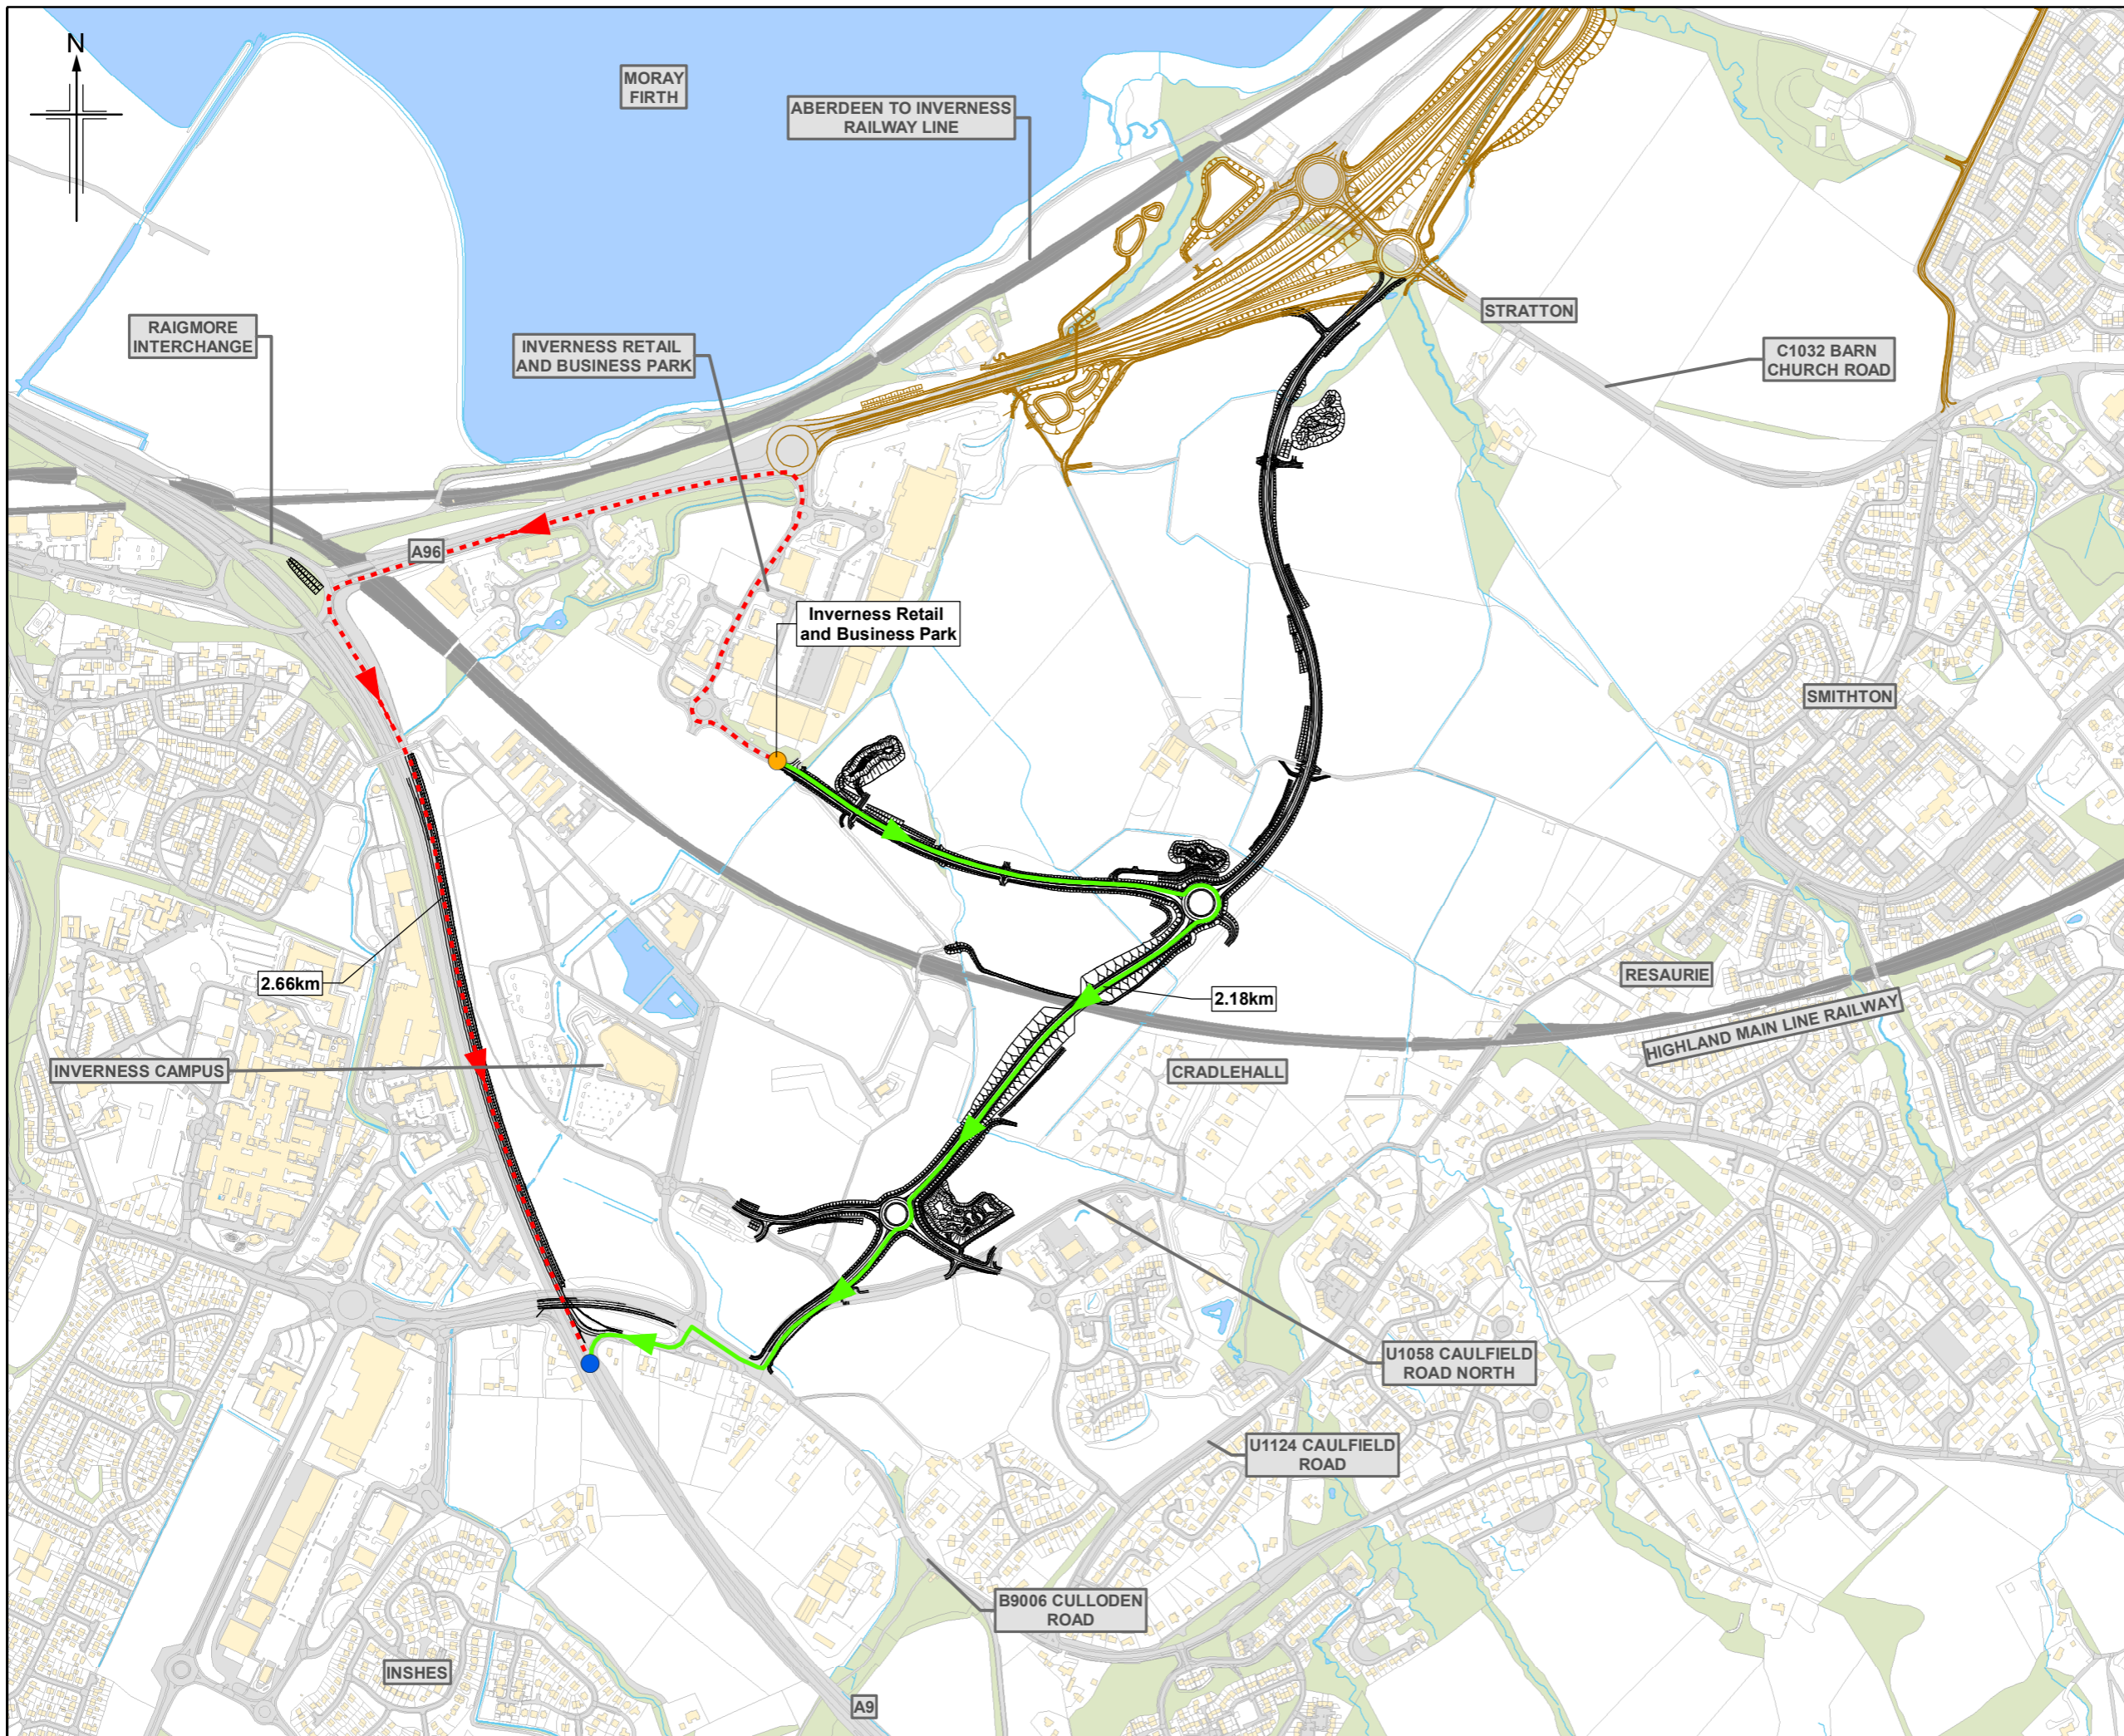 N
MORAY
FIRTH
ABERDEEN TO INVERNESS
RAILWAY LINE
RAIGMORE
INTERCHANGE
INVERNESS RETAIL
AND BUSINESS PARK
STRATTON
C1032 BARN
CHURCH ROAD
A96
Inverness Retail
and Business Park
SMITHTON
2.66km
2.18km
RESAURIE
HIGHLAND MAIN LINE RAILWAY
INVERNESS CAMPUS
CRADLEHALL
U1058 CAULFIELD
ROAD NORTH
U1124 CAULFIELD
ROAD
B9006 CULLODEN
ROAD
INSHES
A9